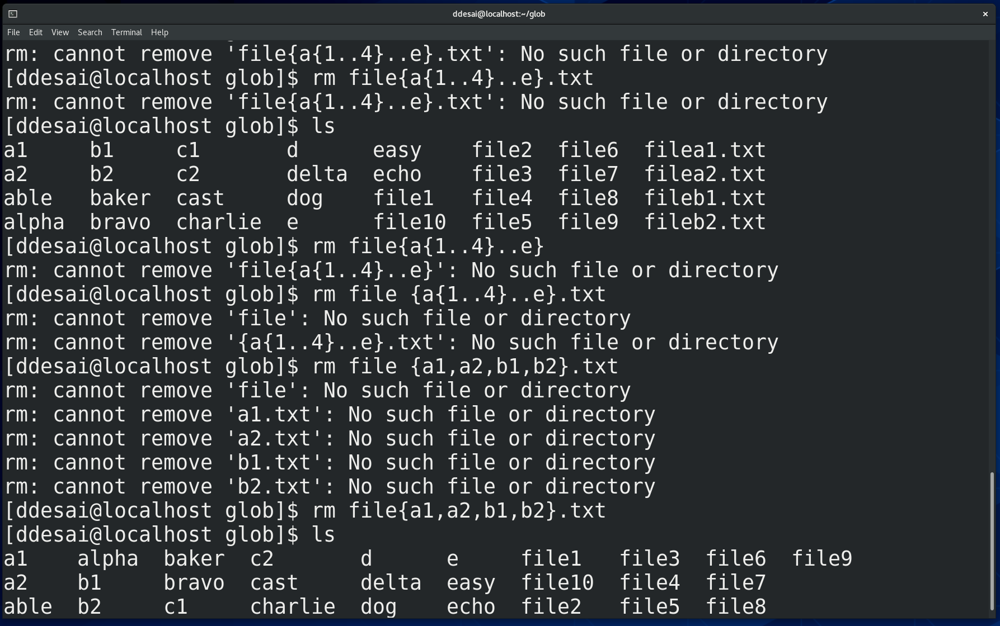 ddesai@localhost:~/glob
File Edit View Search Terminal Help
rm: cannot remove 'file{a{1..4}..e}.txt': No such file or directory
[ddesai@localhost glob]$ rm file{a{1..4}..e}.txt
rm: cannot remove 'file{a{1..4}..e}.txt': No such file or directory
[ddesai@localhost glob]$ ls
a1 b1 c1 d easy file2 file6 filea1.txt
a2 b2 c2 delta echo file3 file7 filea2.txt
able baker cast dog file1 file4 file8 fileb1.txt
alpha bravo charlie e file10 file5 file9 fileb2.txt
[ddesai@localhost glob]$ rm file{a{1..4}..e}
rm: cannot remove 'file{a{1..4}..e}': No such file or directory
[ddesai@localhost glob]$ rm file {a{1..4}..e}.txt
rm: cannot remove 'file': No such file or directory
rm: cannot remove '{a{1..4}..e}.txt': No such file or directory
[ddesai@localhost glob]$ rm file {a1,a2,b1,b2}.txt
rm: cannot remove 'file': No such file or directory
rm: cannot remove 'a1.txt': No such file or directory
rm: cannot remove 'a2.txt': No such file or directory
rm: cannot remove 'b1.txt': No such file or directory
rm: cannot remove 'b2.txt': No such file or directory
[ddesai@localhost glob]$ rm file{a1,a2,b1,b2}.txt
[ddesai@localhost glob]$ ls
a1 alpha baker c2 d e file1 file3 file6 file9
a2 b1 bravo cast delta easy file10 file4 file7
able b2 c1 charlie dog echo file2 file5 file8